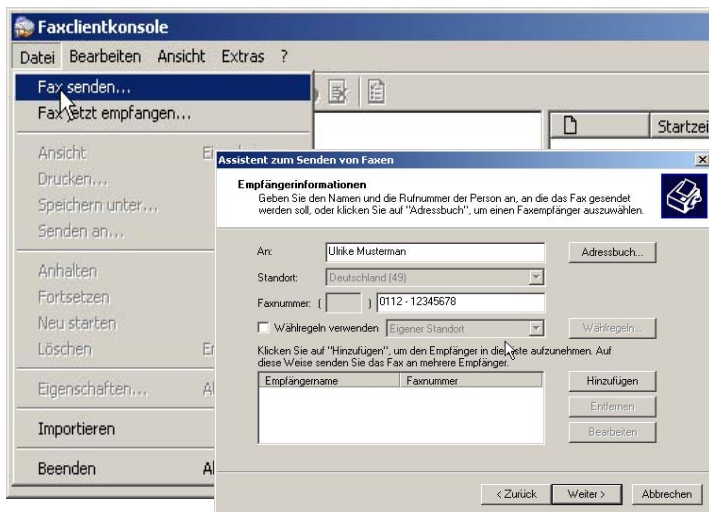 Faxclientkonsole
Datei Bearbeiten Ansicht Extras ?
Fax senden...
Fax jetzt empfangen...
Startzei
Ansicht
Drucken...
Speichern unter...
Senden an...
Anhalten
Fortsetzen
Neu starten
Löschen
Eigenschaften...
Importieren
Beenden
Assistent zum Senden von Faxen
Empfängerinformationen
Geben Sie den Namen und die Rufnummer der Person an, an die das Fax gesendet
werden soll, oder klicken Sie auf "Adressbuch", um einen Faxempfänger auszuwählen.
An: Ulrike Musterman Adressbuch...
Standort: Deutschland (49)
Faxnummer: ( ) 0112 - 12345678
Wählregeln verwenden Eigener Standort Wählregeln...
Klicken Sie auf "Hinzufügen", um den Empfänger in die Liste aufzunehmen. Auf
diese Weise senden Sie das Fax an mehrere Empfänger.
Empfängername Faxnummer
Hinzufügen
Entfernen
Bearbeiten
< Zurück Weiter > Abbrechen